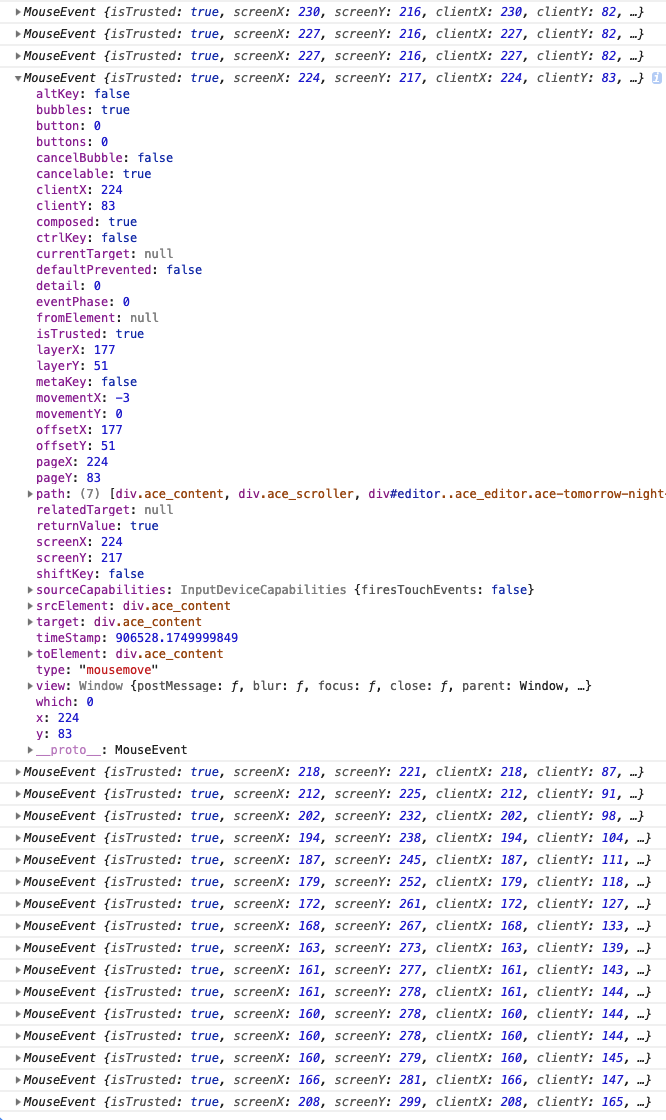 MouseEvent {isTrusted: true, screenX: 230, screenY: 216, clientX: 230, clientY: 82, …}
MouseEvent {isTrusted: true, screenX: 227, screenY: 216, clientX: 227, clientY: 82, …}
MouseEvent {isTrusted: true, screenX: 227, screenY: 216, clientX: 227, clientY: 82, …}
MouseEvent {isTrusted: true, screenX: 224, screenY: 217, clientX: 224, clientY: 83, …} i
altKey: false
bubbles: true
button: 0
buttons: 0
cancelBubble: false
cancelable: true
clientX: 224
clientY: 83
composed: true
ctrlKey: false
currentTarget: null
defaultPrevented: false
detail: 0
eventPhase: 0
fromElement: null
isTrusted: true
layerX: 177
layerY: 51
metaKey: false
movementX: -3
movementY: 0
offsetX: 177
offsetY: 51
pageX: 224
pageY: 83
path: (7) [div.ace_content, div.ace_scroller, div#editor..ace_editor.ace-tomorrow-night-
relatedTarget: null
returnValue: true
screenX: 224
screenY: 217
shiftKey: false
sourceCapabilities: InputDeviceCapabilities {firesTouchEvents: false}
srcElement: div.ace_content
target: div.ace_content
timeStamp: 906528.1749999849
toElement: div.ace_content
type: "mousemove"
view: Window {postMessage: ƒ, blur: ƒ, focus: ƒ, close: ƒ, parent: Window, …}
which: 0
x: 224
y: 83
__proto__: MouseEvent
MouseEvent {isTrusted: true, screenX: 218, screenY: 221, clientX: 218, clientY: 87, …}
MouseEvent {isTrusted: true, screenX: 212, screenY: 225, clientX: 212, clientY: 91, …}
MouseEvent {isTrusted: true, screenX: 202, screenY: 232, clientX: 202, clientY: 98, …}
MouseEvent {isTrusted: true, screenX: 194, screenY: 238, clientX: 194, clientY: 104, …}
MouseEvent {isTrusted: true, screenX: 187, screenY: 245, clientX: 187, clientY: 111, …}
MouseEvent {isTrusted: true, screenX: 179, screenY: 252, clientX: 179, clientY: 118, …}
MouseEvent {isTrusted: true, screenX: 172, screenY: 261, clientX: 172, clientY: 127, …}
MouseEvent {isTrusted: true, screenX: 168, screenY: 267, clientX: 168, clientY: 133, …}
MouseEvent {isTrusted: true, screenX: 163, screenY: 273, clientX: 163, clientY: 139, …}
MouseEvent {isTrusted: true, screenX: 161, screenY: 277, clientX: 161, clientY: 143, …}
MouseEvent {isTrusted: true, screenX: 161, screenY: 278, clientX: 161, clientY: 144, …}
MouseEvent {isTrusted: true, screenX: 160, screenY: 278, clientX: 160, clientY: 144, …}
MouseEvent {isTrusted: true, screenX: 160, screenY: 278, clientX: 160, clientY: 144, …}
MouseEvent {isTrusted: true, screenX: 160, screenY: 279, clientX: 160, clientY: 145, …}
MouseEvent {isTrusted: true, screenX: 166, screenY: 281, clientX: 166, clientY: 147, …}
MouseEvent {isTrusted: true, screenX: 208, screenY: 299, clientX: 208, clientY: 165, …}